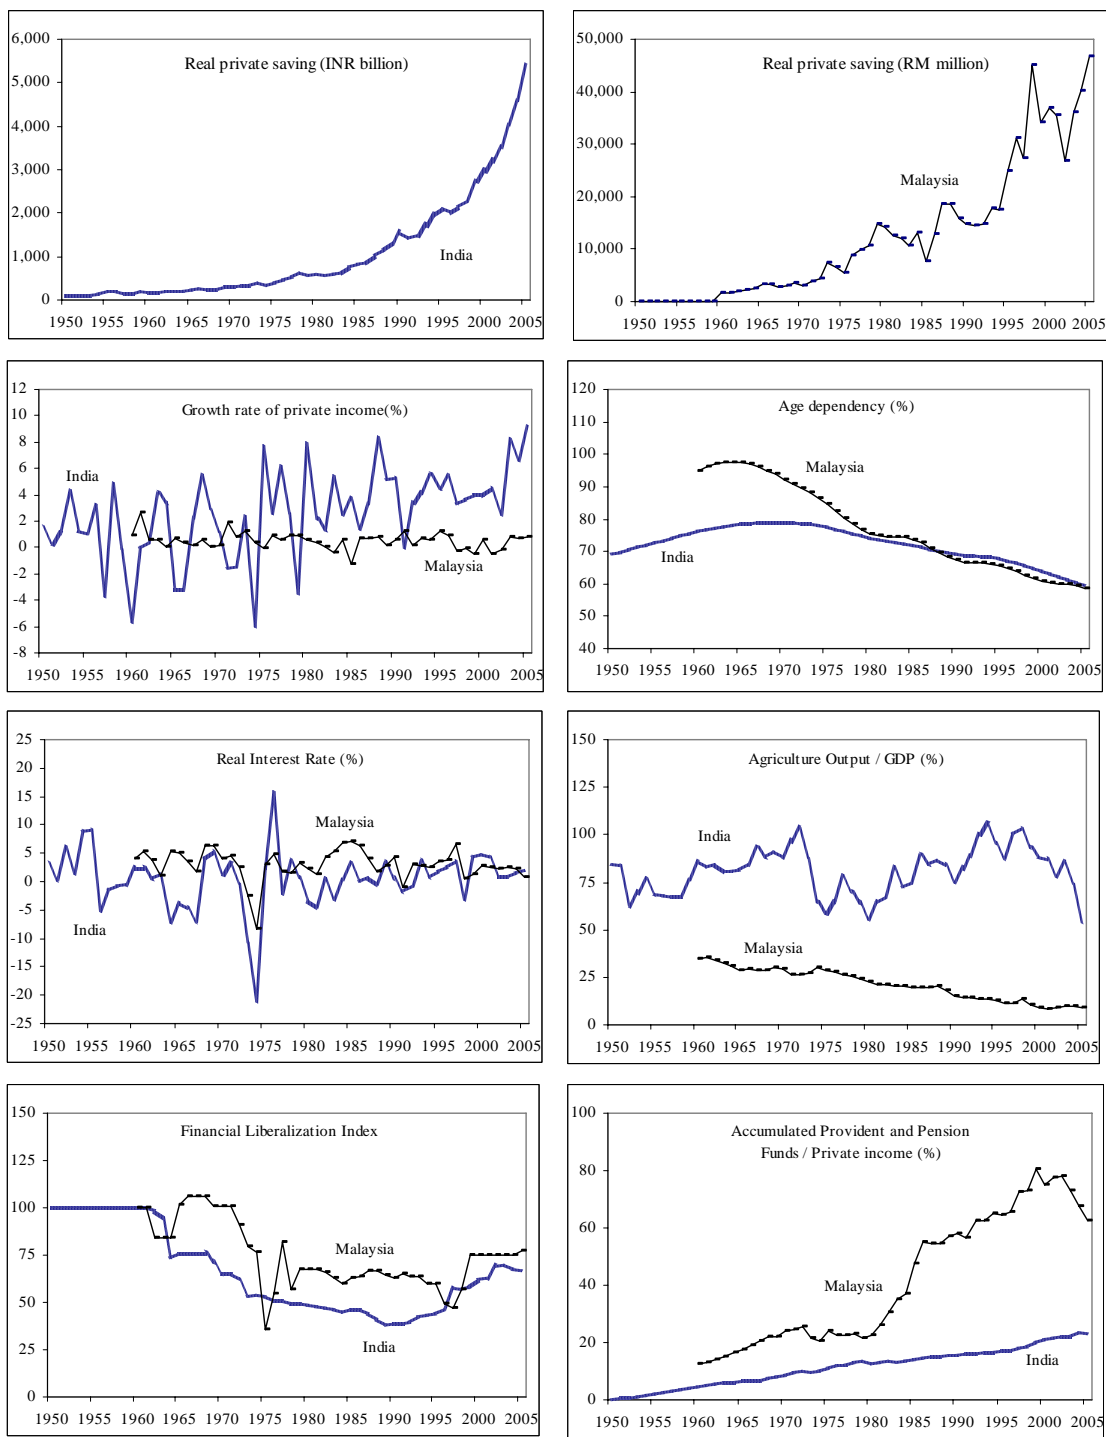 Real private saving (INR billion)
6,000
5,000
4,000
3,000
2,000
1,000
0
India
1950 1955 1960 1965 1970 1975 1980 1985 1990 1995 2000 2005
Real private saving (RM million)
50,000
40,000
30,000
20,000
10,000
0
Malaysia
1950 1955 1960 1965 1970 1975 1980 1985 1990 1995 2000 2005
Growth rate of private income(%)
12
10
8
6
4
2
0
-2
-4
-6
-8
India
Malaysia
1950 1955 1960 1965 1970 1975 1980 1985 1990 1995 2000 2005
Age dependency (%)
120
110
100
90
80
70
60
50
40
Malaysia
India
1950 1955 1960 1965 1970 1975 1980 1985 1990 1995 2000 2005
Real Interest Rate (%)
25
20
15
10
5
0
-5
-10
-15
-20
-25
Malaysia
India
1950 1955 1960 1965 1970 1975 1980 1985 1990 1995 2000 2005
Agriculture Output / GDP (%)
150
125
100
75
50
25
0
India
Malaysia
1950 1955 1960 1965 1970 1975 1980 1985 1990 1995 2000 2005
Financial Liberalization Index
150
125
100
75
50
25
0
Malaysia
India
1950 1955 1960 1965 1970 1975 1980 1985 1990 1995 2000 2005
Accumulated Provident and Pension
Funds / Private income (%)
100
80
60
40
20
0
Malaysia
India
1950 1955 1960 1965 1970 1975 1980 1985 1990 1995 2000 2005